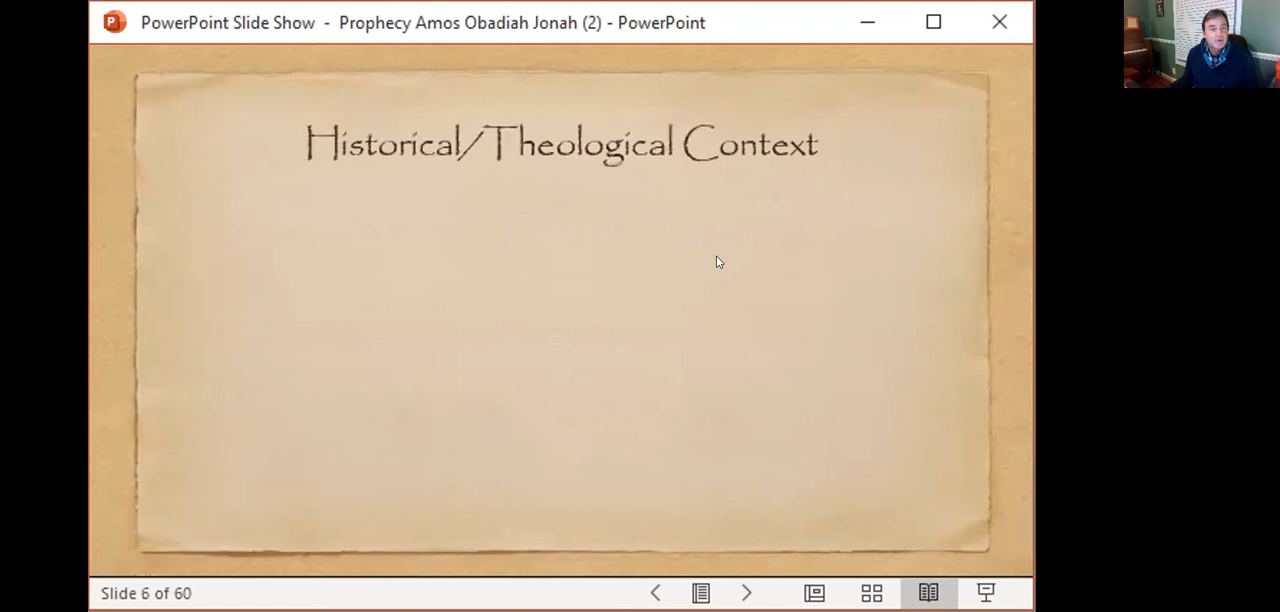 PowerPoint Slide Show - Prophecy Amos Obadiah Jonah (2) - PowerPoint
Historical/Theological Context
Slide 6 of 60